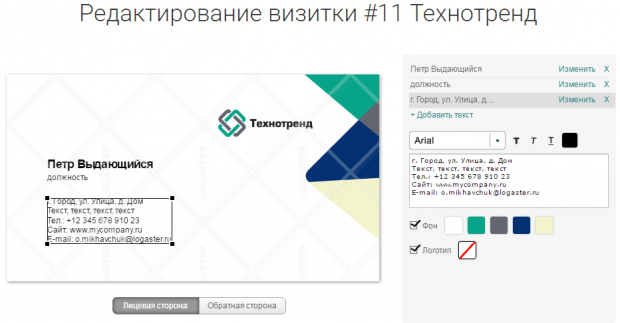 Редактирование визитки #11 Технотренд
Технотренд
Петр Выдающийся
должность
г. Город, ул. Улица, д. Дом
Текст, текст, текст, текст
Тел.: +12 345 678 910 23
Сайт: www.mycompany.ru
E-mail: o.mikhavchuk@logaster.ru
Лицевая сторона
Обратная сторона
Петр Выдающийся Изменить X
должность Изменить X
г. Город, ул. Улица, д.... Изменить X
+ Добавить текст
Arial T T T
г. Город, ул. Улица, д. Дом
Текст, текст, текст, текст
Тел.: +12 345 678 910 23
Сайт: www.mycompany.ru
E-mail: o.mikhavchuk@logaster.ru
Фон
Логотип